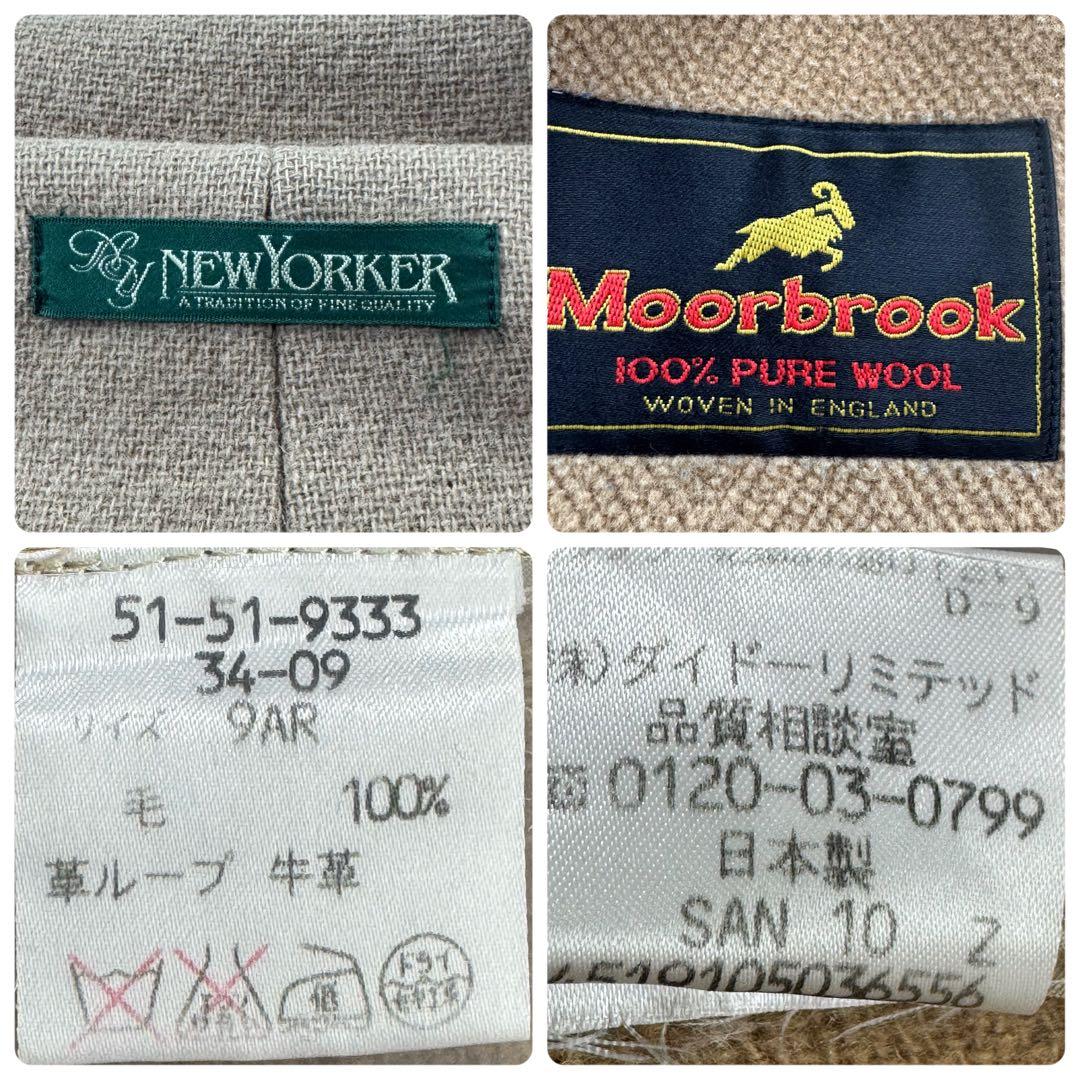 NEWYORKER
A TRADITION OF FINE QUALITY
Moorbrook
100% PURE WOOL
WOVEN IN ENGLAND
51-51-9333
34-09
サイズ 9AR
毛 100%
革ループ 牛革
低
ドライ
D-9
(株)ダイドーリミテッド
品質相談室
0120-03-0799
日本製
SAN 10 Z